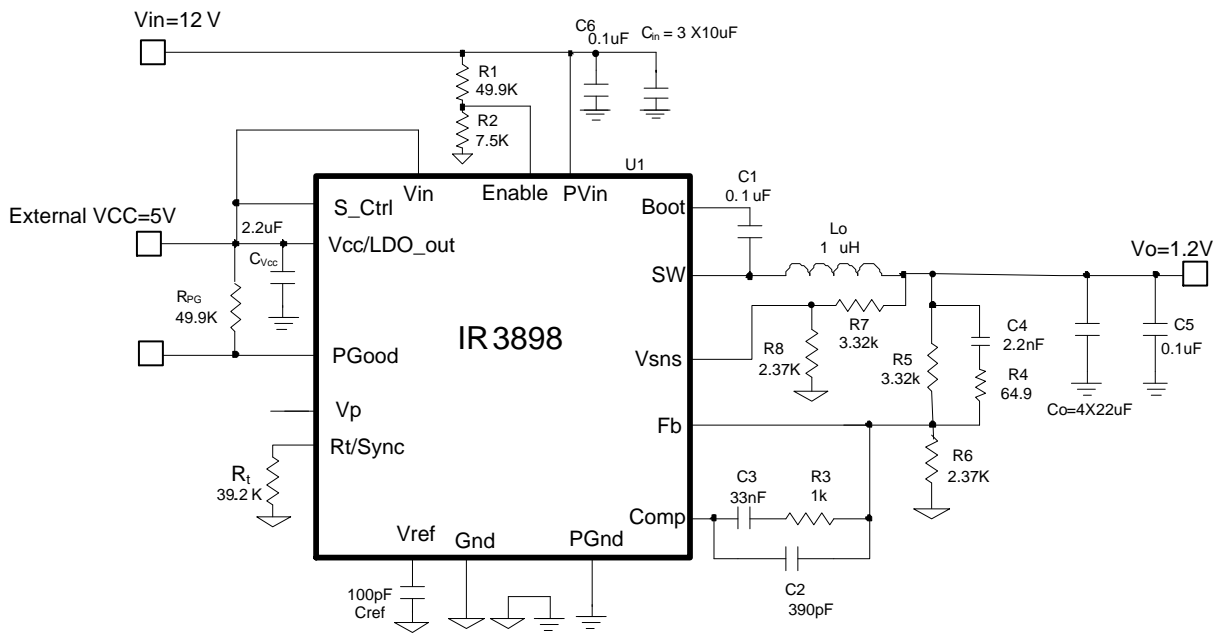 Vin=12 V
C6
0.1uF
Cin = 3 X10uF
R1
49.9K
R2
7.5K
U1
Vin
Enable
PVin
C1
0.1 uF
S_Ctrl
Boot
External VCC=5V
2.2uF
Vcc/LDO_out
CVcc
Lo
1 uH
Vo=1.2V
SW
RPG
49.9K
IR3898
R7
3.32k
C4
2.2nF
C5
0.1uF
PGood
Vsns
R8
2.37K
R5
3.32k
R4
64.9
Co=4X22uF
Vp
Fb
Rt/Sync
R6
2.37K
Rt
39.2 K
C3
33nF
R3
1k
Comp
Vref
Gnd
PGnd
100pF
Cref
C2
390pF